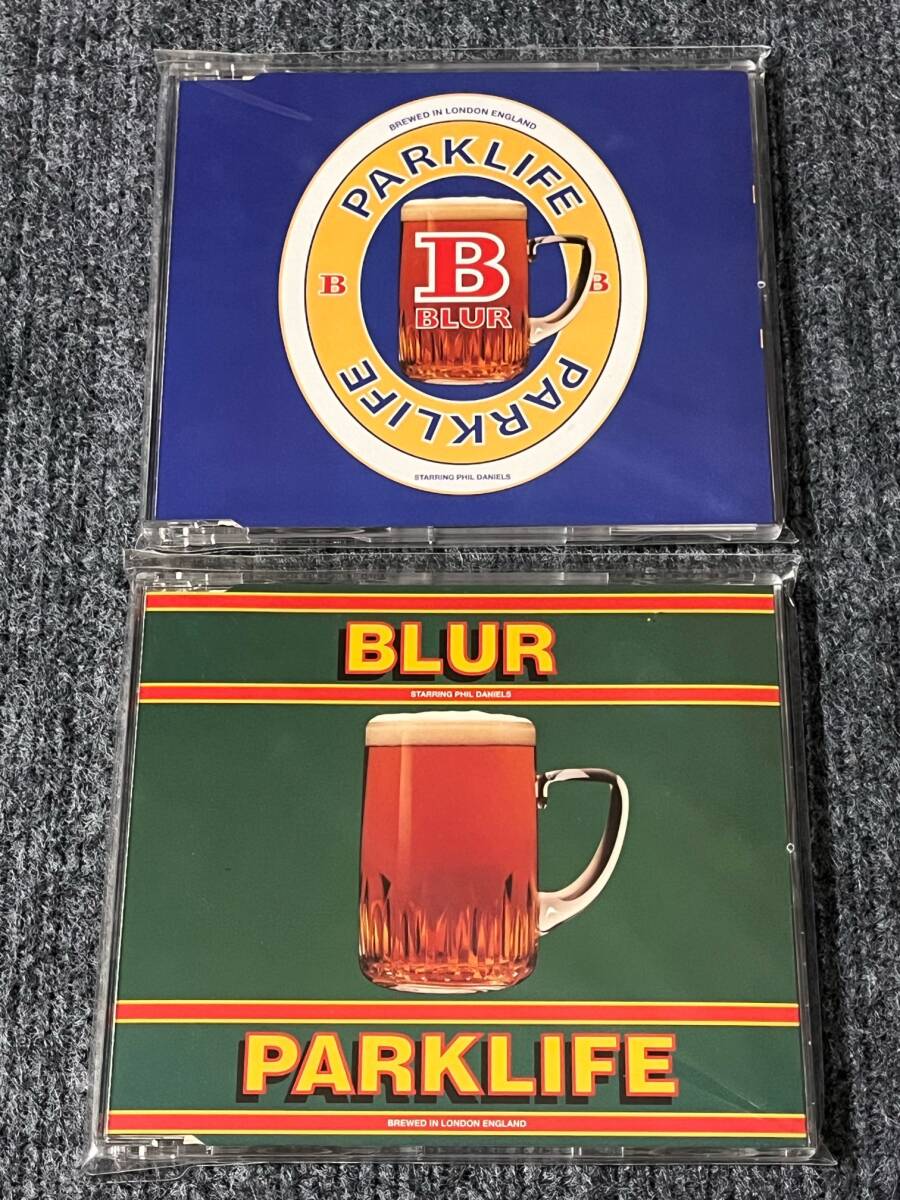 BREWED IN LONDON ENGLAND
PARKLIFE
B
B
B
BLUR
PARKLIFE
STARRING PHIL DANIELS
BLUR
STARRING PHIL DANIELS
PARKLIFE
BREWED IN LONDON ENGLAND